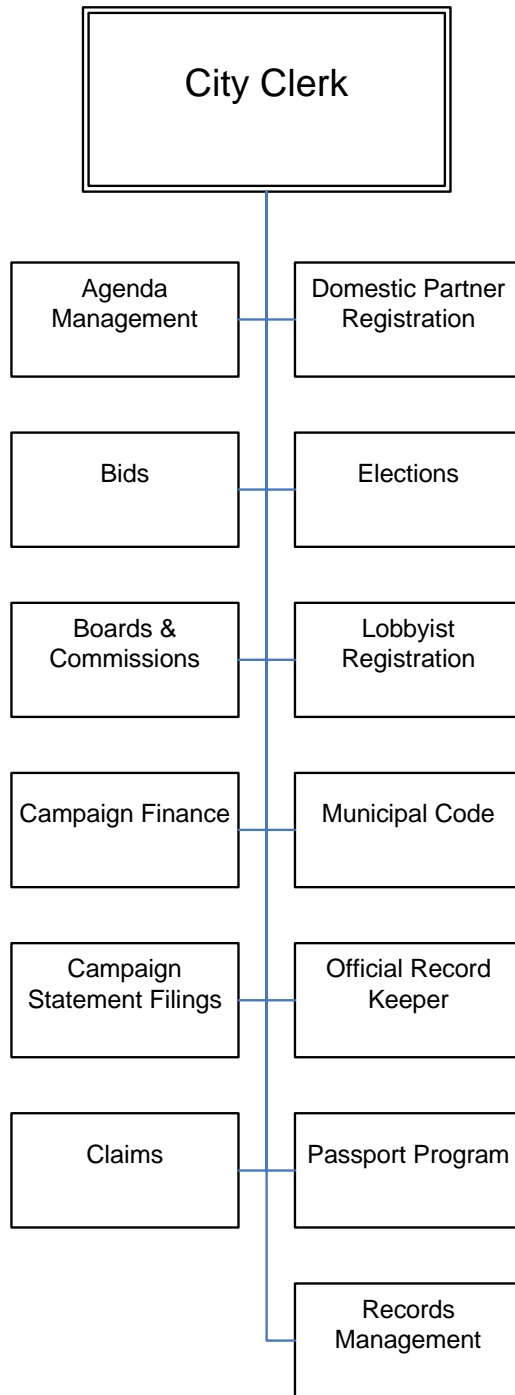 City Clerk
Agenda
Management
Domestic Partner
Registration
Bids
Elections
Boards &
Commissions
Lobbyist
Registration
Campaign Finance
Municipal Code
Campaign
Statement Filings
Official Record
Keeper
Claims
Passport Program
Records
Management